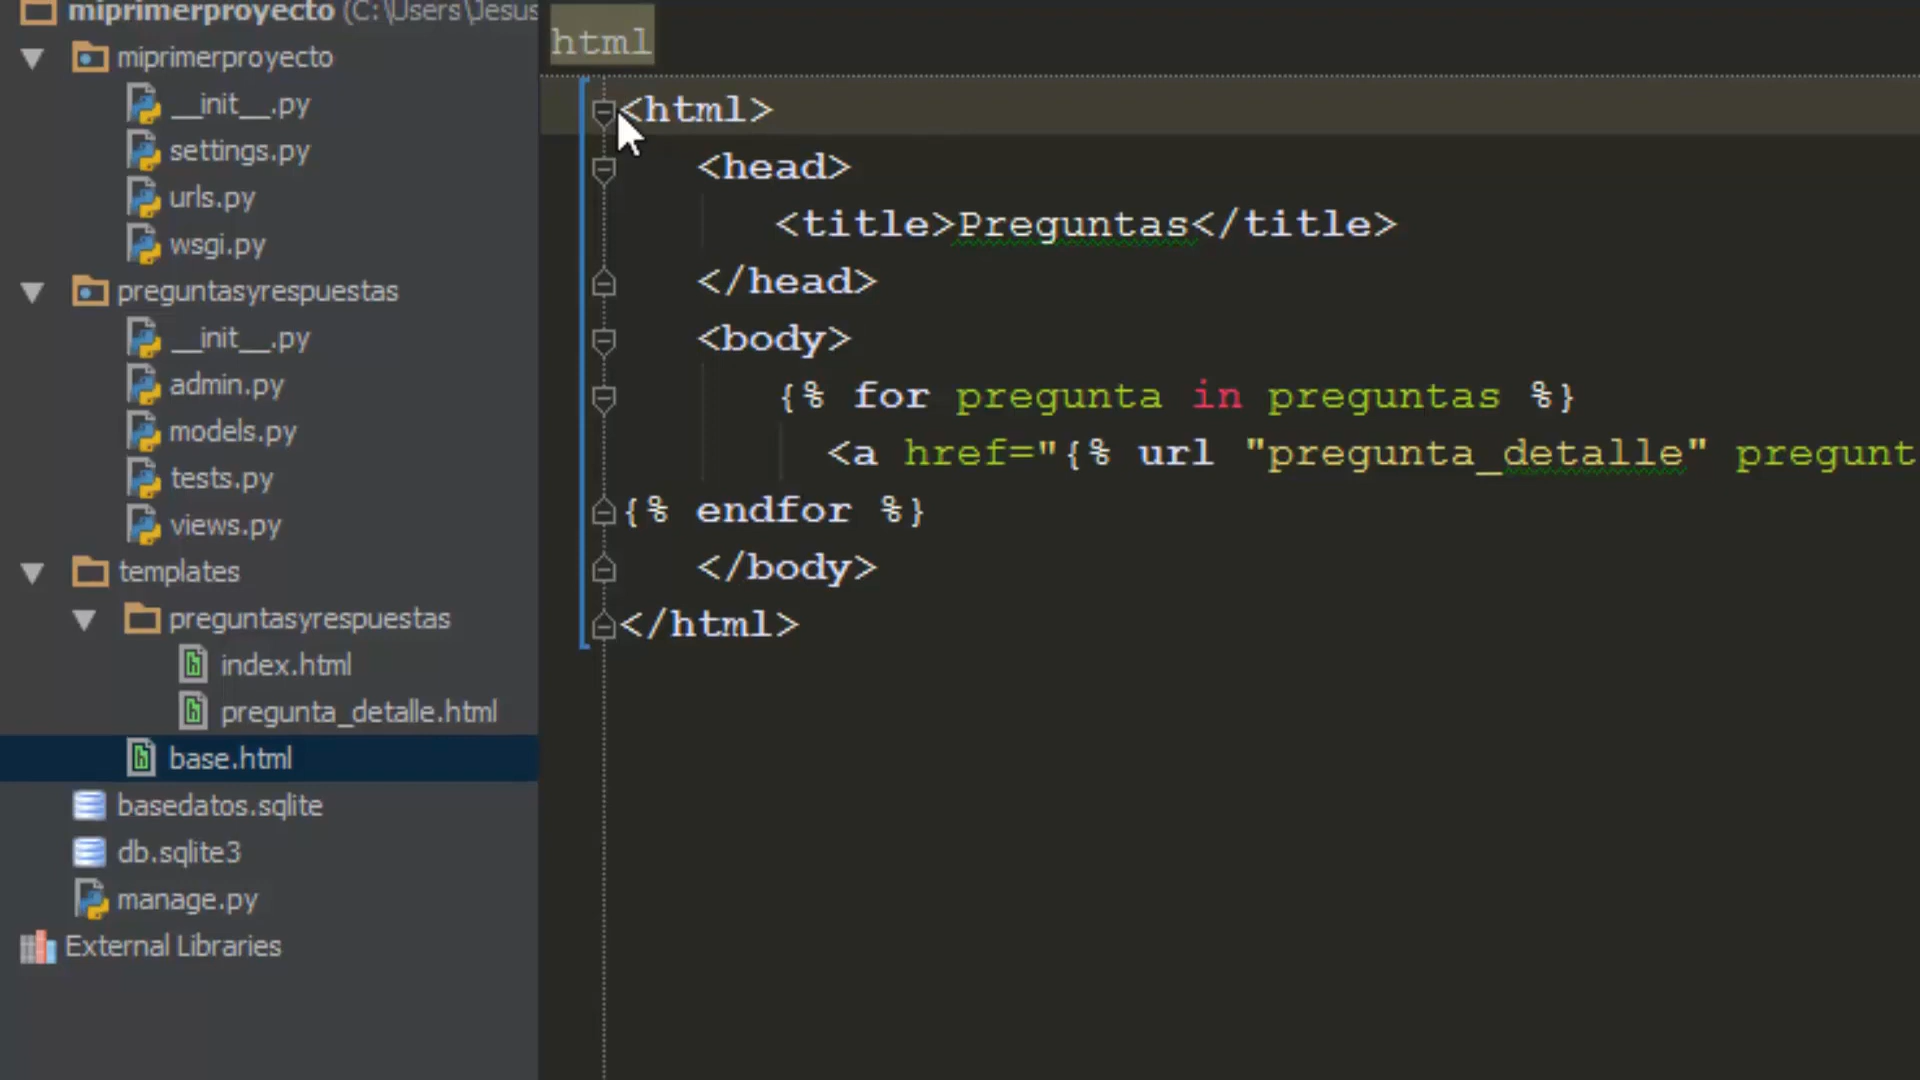 miprimerproyecto (C:\Users\Jesus
miprimerproyecto
__init__.py
settings.py
urls.py
wsgi.py
preguntasyrespuestas
__init__.py
admin.py
models.py
tests.py
views.py
templates
preguntasyrespuestas
index.html
pregunta_detalle.html
base.html
basedatos.sqlite
db.sqlite3
manage.py
External Libraries
html
<html>
<head>
<title>Preguntas</title>
</head>
<body>
{% for pregunta in preguntas %}
<a href="{% url "pregunta_detalle" pregunt
{% endfor %}
</body>
</html>